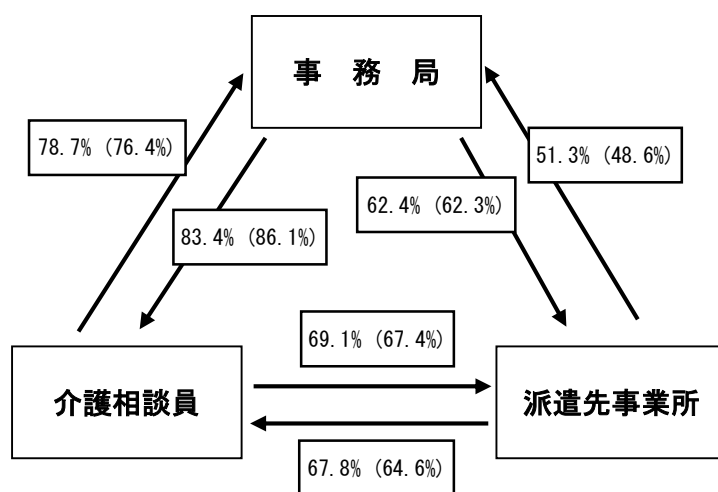 事　務　局
78.7% (76.4%)
51.3% (48.6%)
62.4% (62.3%)
83.4% (86.1%)
69.1% (67.4%)
介護相談員
派遣先事業所
67.8% (64.6%)